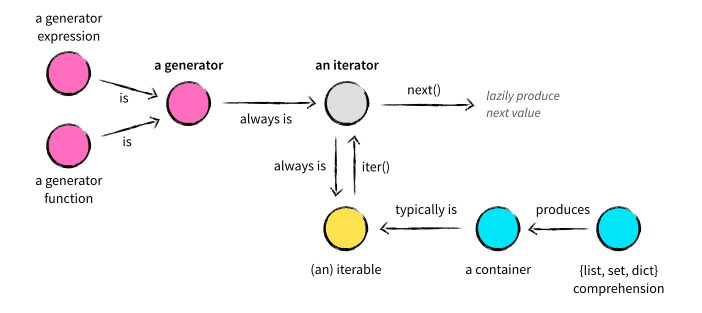 a generator
expression
a generator
an iterator
next()
lazily produce
next value
is
always is
is
a generator
function
always is
iter()
typically is
produces
(an) iterable
a container
{list, set, dict}
comprehension